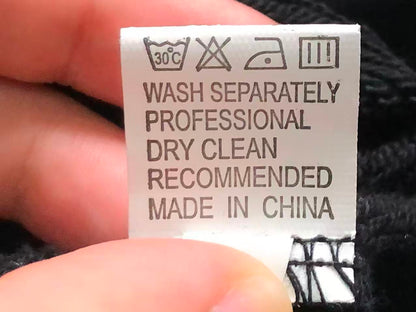 30°C
WASH SEPARATELY
PROFESSIONAL
DRY CLEAN
RECOMMENDED
MADE IN CHINA